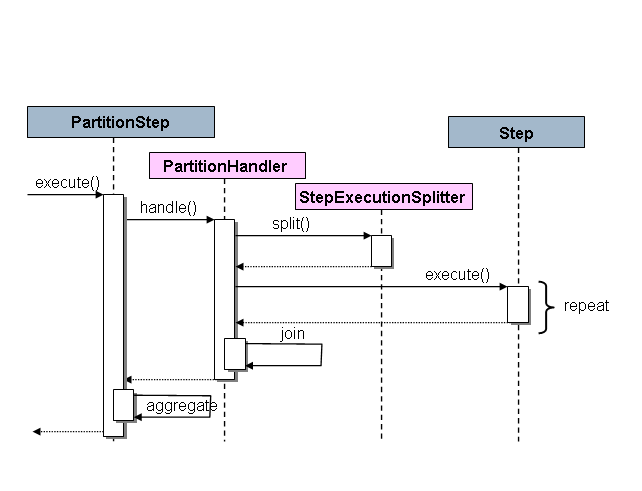 PartitionStep
Step
PartitionHandler
execute()
StepExecutionSplitter
handle()
split()
execute()
repeat
join
aggregate